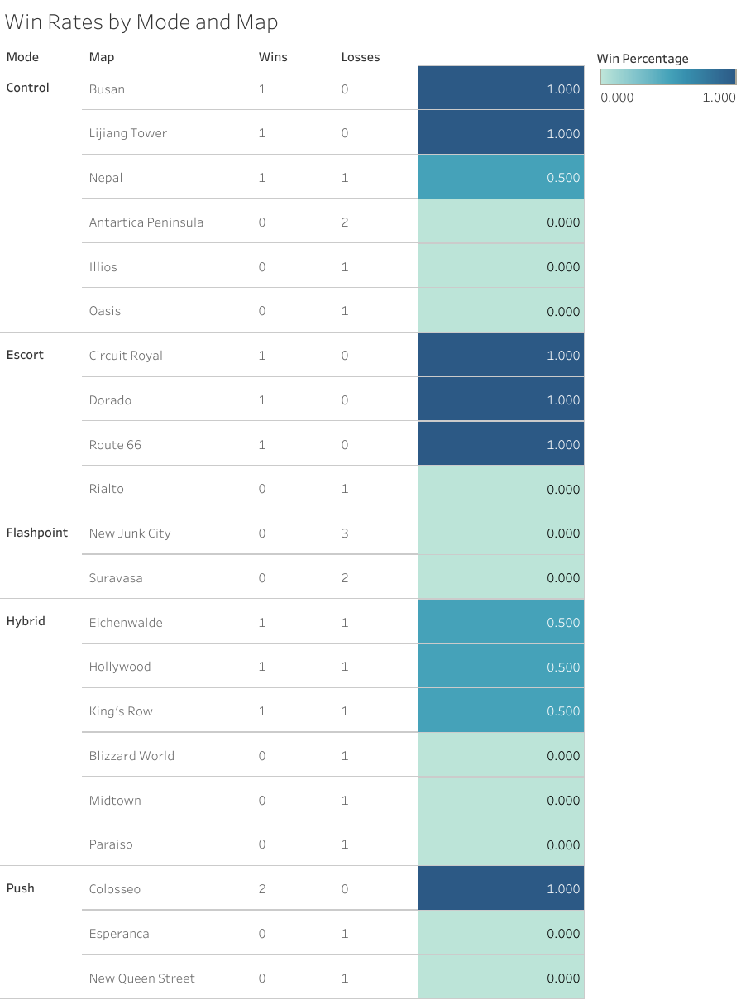 Win Rates by Mode and Map
Mode Map Wins Losses
Win Percentage
0.000 1.000
Control Busan 1 0 1.000
Lijiang Tower 1 0 1.000
Nepal 1 1 0.500
Antartica Peninsula 0 2 0.000
Illios 0 1 0.000
Oasis 0 1 0.000
Escort Circuit Royal 1 0 1.000
Dorado 1 0 1.000
Route 66 1 0 1.000
Rialto 0 1 0.000
Flashpoint New Junk City 0 3 0.000
Suravasa 0 2 0.000
Hybrid Eichenwalde 1 1 0.500
Hollywood 1 1 0.500
King's Row 1 1 0.500
Blizzard World 0 1 0.000
Midtown 0 1 0.000
Paraiso 0 1 0.000
Push Colosseo 2 0 1.000
Esperanca 0 1 0.000
New Queen Street 0 1 0.000